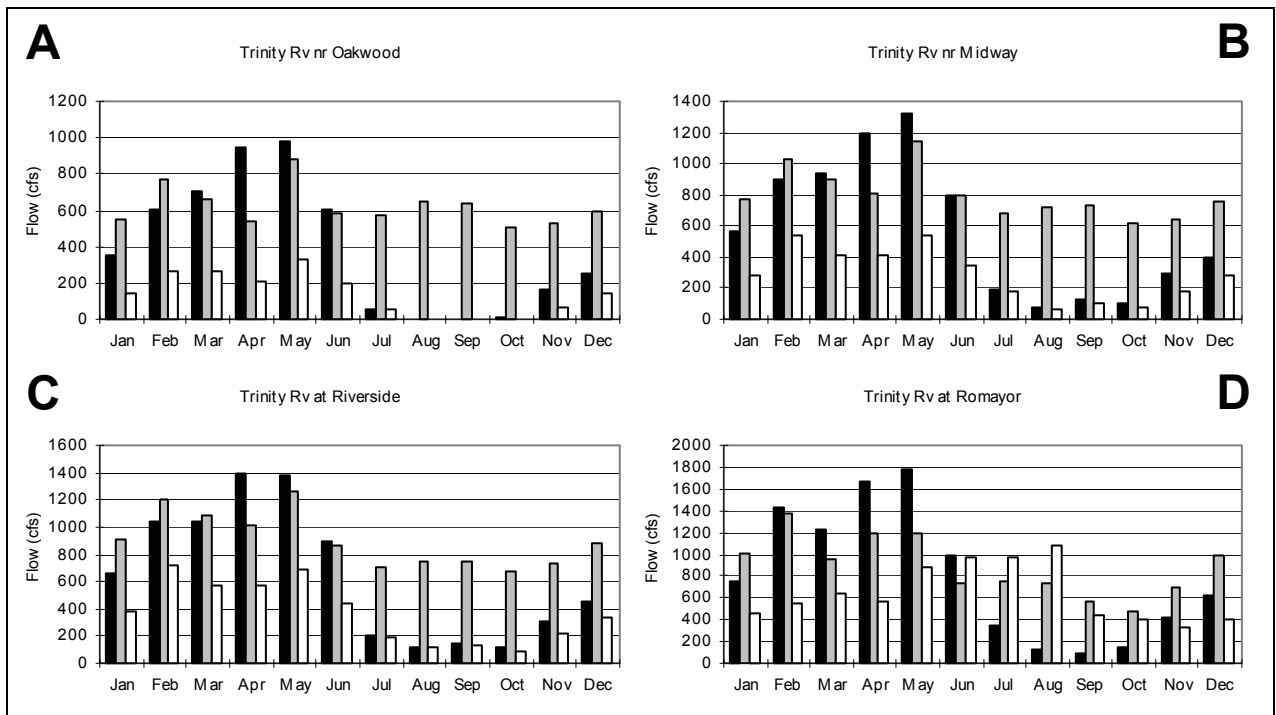 A
Trinity Rv nr Oakwood
Flow (cfs)
1200
1000
800
600
400
200
0
Jan Feb Mar Apr May Jun Jul Aug Sep Oct Nov Dec
B
Trinity Rv nr Midway
Flow (cfs)
1400
1200
1000
800
600
400
200
0
Jan Feb Mar Apr May Jun Jul Aug Sep Oct Nov Dec
C
Trinity Rv at Riverside
Flow (cfs)
1600
1400
1200
1000
800
600
400
200
0
Jan Feb Mar Apr May Jun Jul Aug Sep Oct Nov Dec
D
Trinity Rv at Romayor
Flow (cfs)
2000
1800
1600
1400
1200
1000
800
600
400
200
0
Jan Feb Mar Apr May Jun Jul Aug Sep Oct Nov Dec